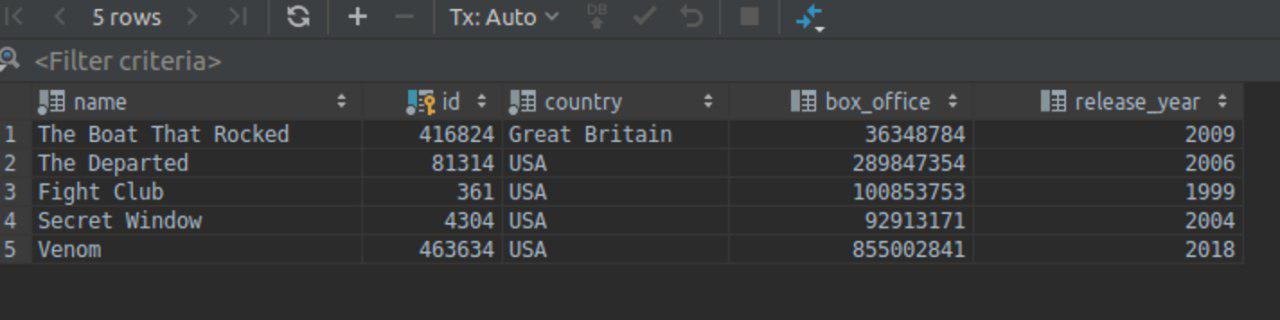 5 rows Tx: Auto DB
<Filter criteria>
name id country box_office release_year
1 The Boat That Rocked 416824 Great Britain 36348784 2009
2 The Departed 81314 USA 289847354 2006
3 Fight Club 361 USA 100853753 1999
4 Secret Window 4304 USA 92913171 2004
5 Venom 463634 USA 855002841 2018